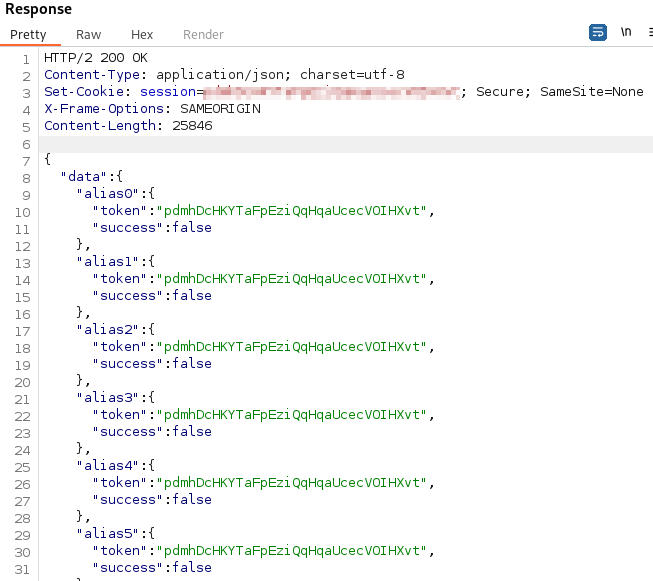 Response
Pretty Raw Hex Render \n
1 HTTP/2 200 OK
2 Content-Type: application/json; charset=utf-8
3 Set-Cookie: session= ; Secure; SameSite=None
4 X-Frame-Options: SAMEORIGIN
5 Content-Length: 25846
6
7 {
8 "data":{
9 "alias0":{
10 "token":"pdmhDcHKYTaFpEziQqHqaUcecVOIHXvt",
11 "success":false
12 },
13 "alias1":{
14 "token":"pdmhDcHKYTaFpEziQqHqaUcecVOIHXvt",
15 "success":false
16 },
17 "alias2":{
18 "token":"pdmhDcHKYTaFpEziQqHqaUcecVOIHXvt",
19 "success":false
20 },
21 "alias3":{
22 "token":"pdmhDcHKYTaFpEziQqHqaUcecVOIHXvt",
23 "success":false
24 },
25 "alias4":{
26 "token":"pdmhDcHKYTaFpEziQqHqaUcecVOIHXvt",
27 "success":false
28 },
29 "alias5":{
30 "token":"pdmhDcHKYTaFpEziQqHqaUcecVOIHXvt",
31 "success":false